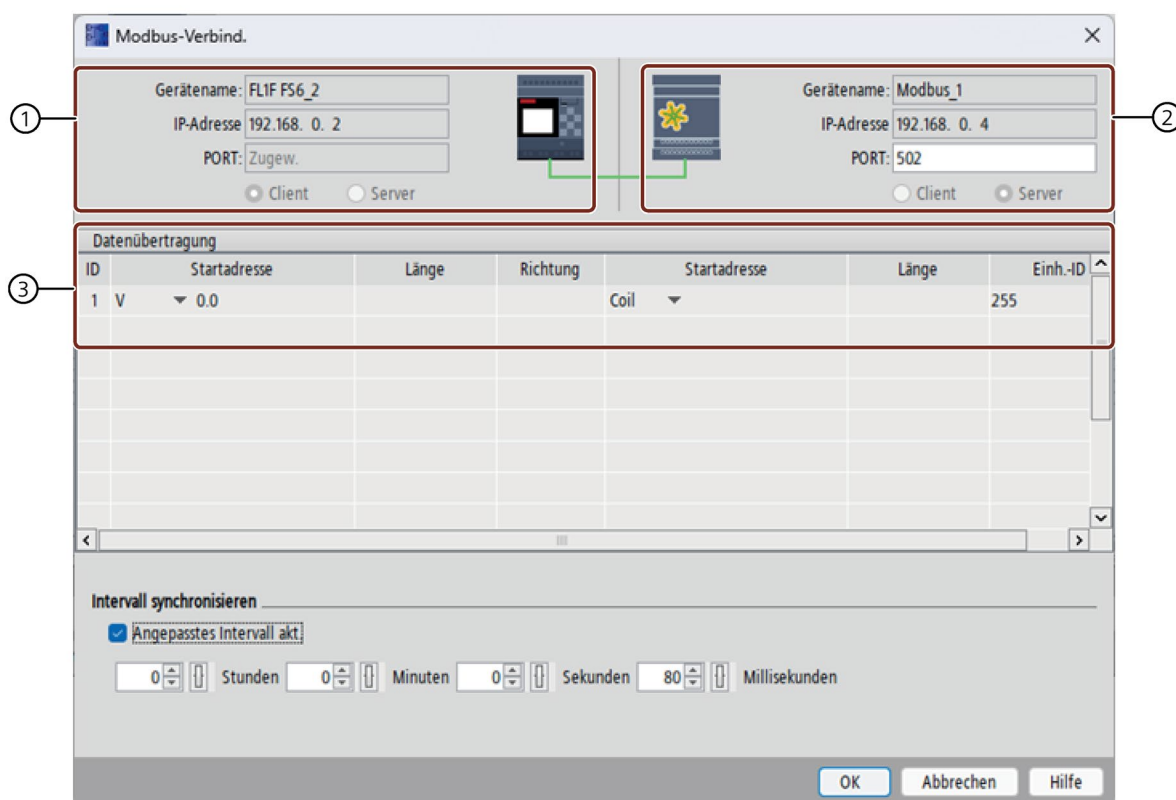 Modbus-Verbind.
Gerätename: FL1F FS6_2
IP-Adresse 192.168. 0. 2
PORT: Zugew.
Client Server
1
Gerätename: Modbus_1
IP-Adresse 192.168. 0. 4
PORT: 502
Client Server
2
Datenübertragung
ID Startadresse Länge Richtung Startadresse Länge Einh.-ID
1 V 0.0 Coil 255
3
Intervall synchronisieren
Angepasstes Intervall akt.
0 Stunden 0 Minuten 0 Sekunden 80 Millisekunden
OK Abbrechen Hilfe